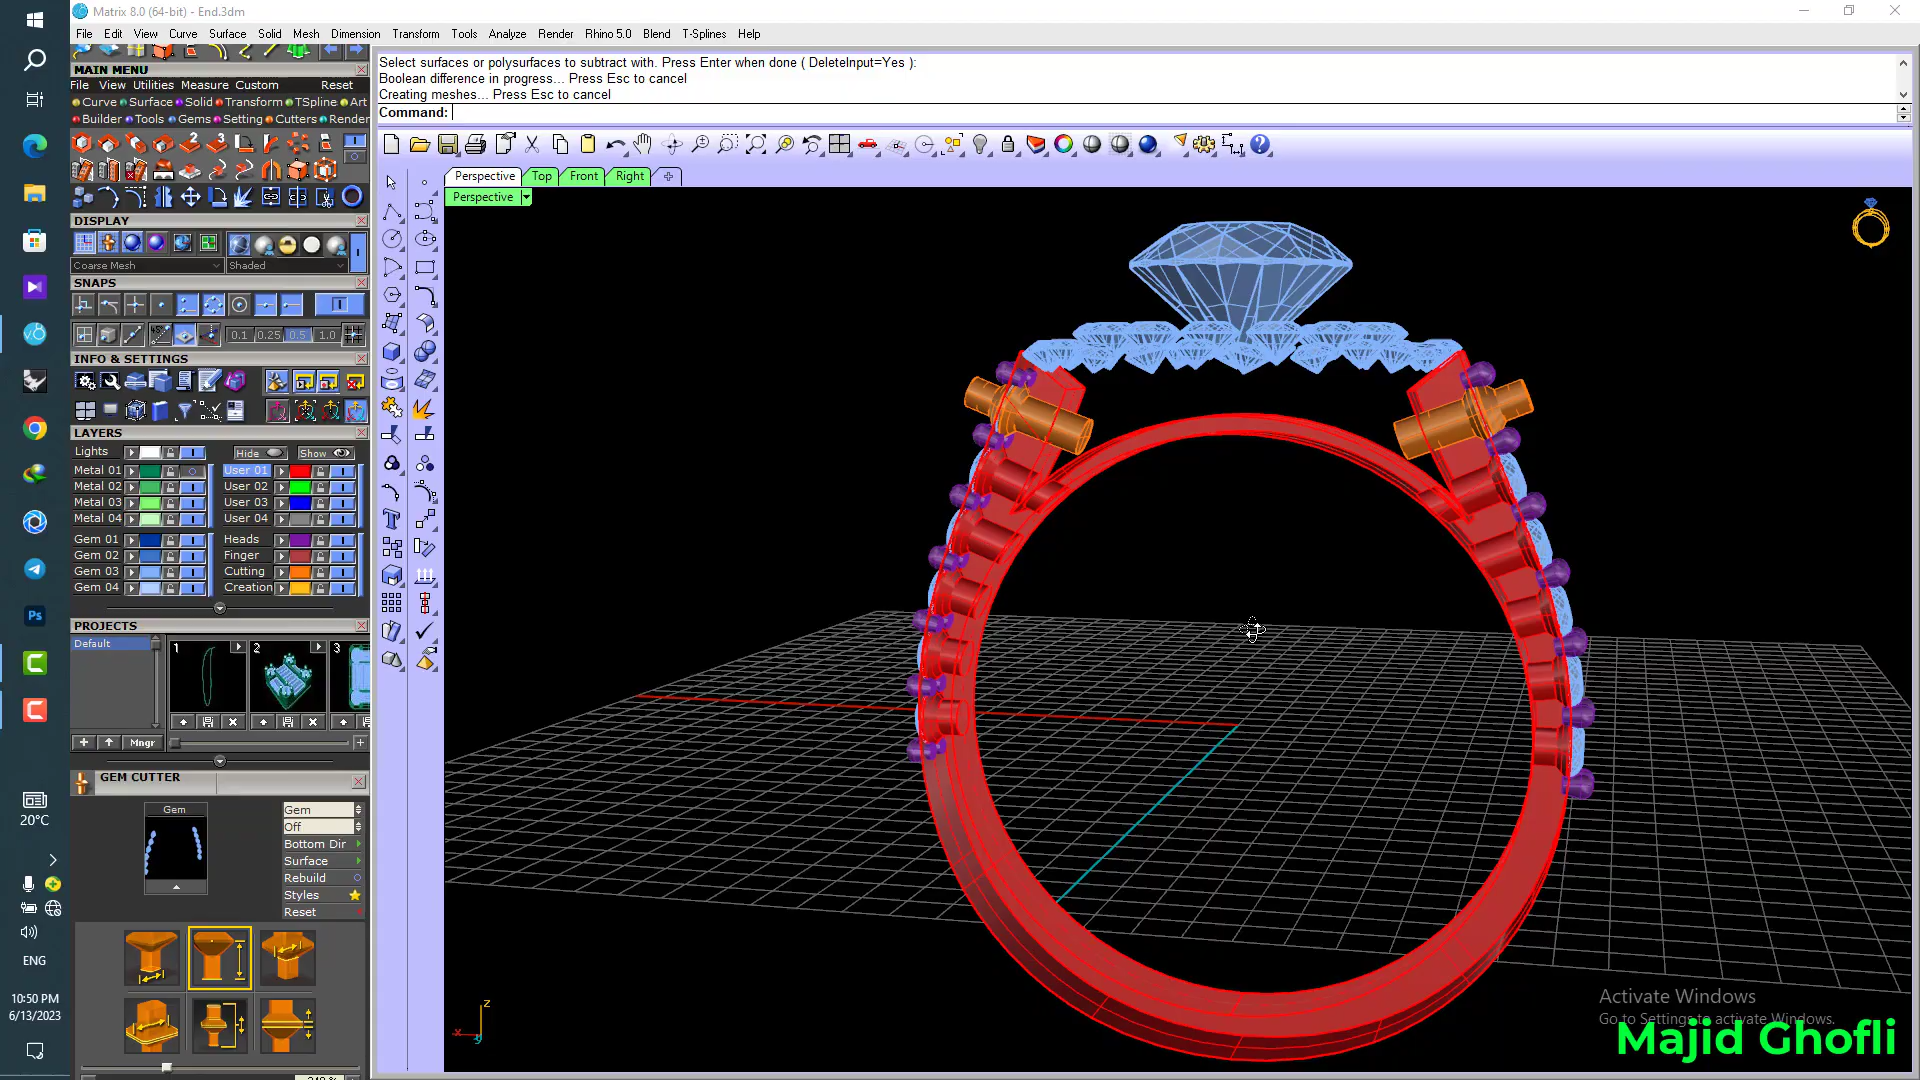 Matrix 8.0 (64-bit) - End.3dm
File Edit View Curve Surface Solid Mesh Dimension Transform Tools Analyze Render Rhino 5.0 Blend T-Splines Help
Select surfaces or polysurfaces to subtract with. Press Enter when done ( DeleteInput=Yes ):
Boolean difference in progress... Press Esc to cancel
Creating meshes... Press Esc to cancel
Command:
MAIN MENU
File View Utilities Measure Custom Reset
Curve Surface Solid Transform TSpline Art
Builder Tools Gems Setting Cutters Render
Perspective Top Front Right
Perspective
DISPLAY
Coarse Mesh Shaded
SNAPS
0.1 0.25 0.5 1.0
INFO & SETTINGS
LAYERS
Lights Hide Show
Metal 01 User 01
Metal 02 User 02
Metal 03 User 03
Metal 04 User 04
Gem 01 Heads
Gem 02 Finger
Gem 03 Cutting
Gem 04 Creation
PROJECTS
Default
1 2 3
Mngr
GEM CUTTER
Gem
Gem
Off
Bottom Dir
Surface
Rebuild
Styles
Reset
20°C
ENG
10:50 PM
6/13/2023
Ps
z
x
y
Activate Windows
Go to Settings to activate Windows.
Majid Ghofli